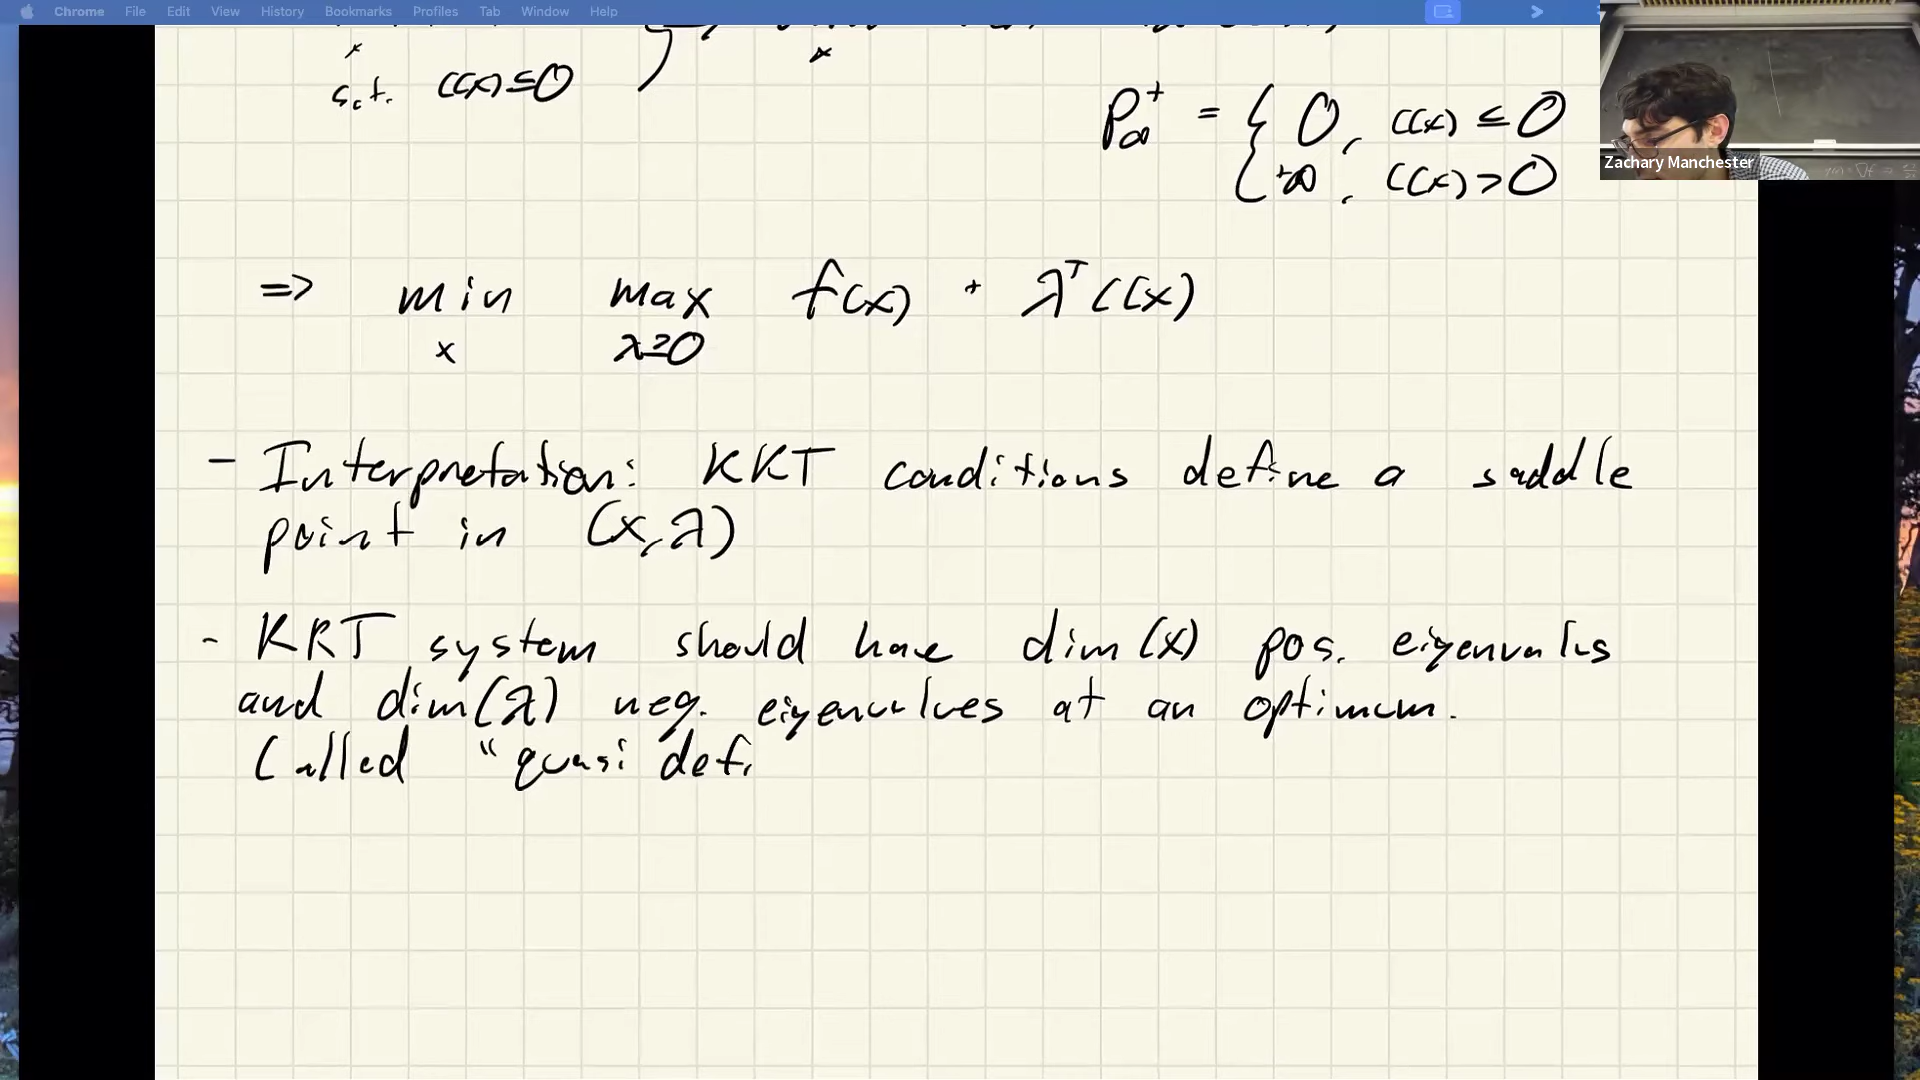 Chrome File Edit View History Bookmarks Profiles Tab Window Help
x
x
s.t. C(x) ≤ 0
P∞⁺ = { 0, C(x) ≤ 0
+∞, C(x) > 0
Zachary Manchester
=> min max f(x) + λᵀC(x)
x λ≥0
- Interpretation: KKT conditions define a saddle
point in (x, λ)
- KKT system should have dim(x) pos. eigenvalues
and dim(λ) neg. eigenvalues at an optimum.
Called "quasi defi